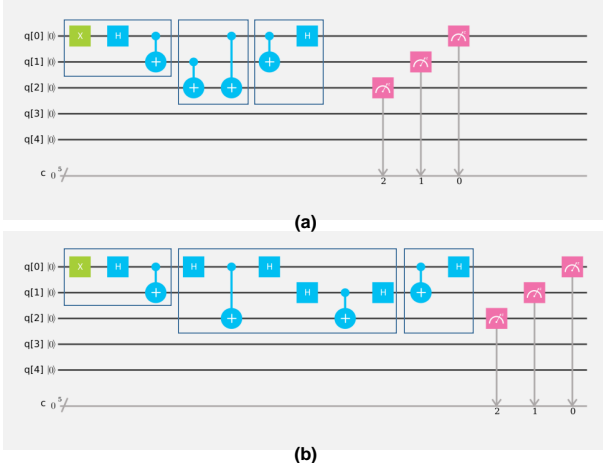 q[0] |0⟩ X H H
q[1] |0⟩
q[2] |0⟩
q[3] |0⟩
q[4] |0⟩
c 0 5
2 1 0
(a)
q[0] |0⟩ X H H H H
q[1] |0⟩ H H
q[2] |0⟩
q[3] |0⟩
q[4] |0⟩
c 0 5
2 1 0
(b)